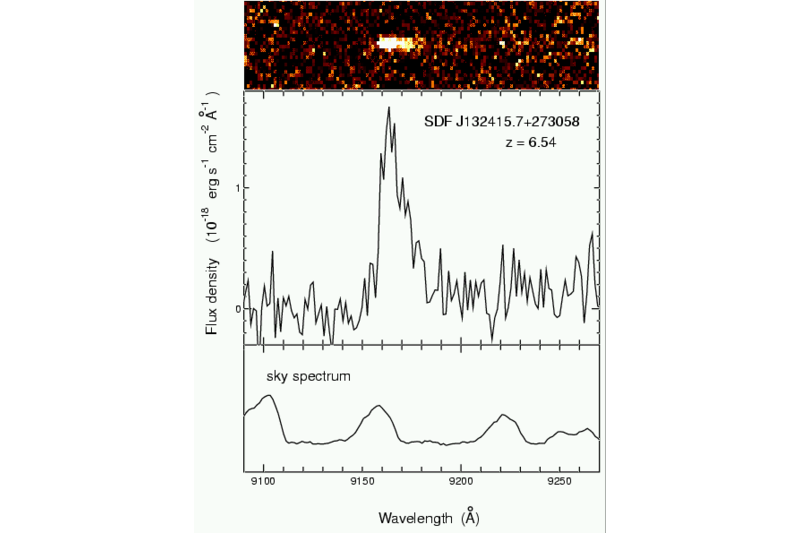 SDF J132415.7+273058
z = 6.54
Flux density (10⁻¹⁸ erg s⁻¹ cm⁻² Å⁻¹)
1
0
sky spectrum
9100 9150 9200 9250
Wavelength (Å)